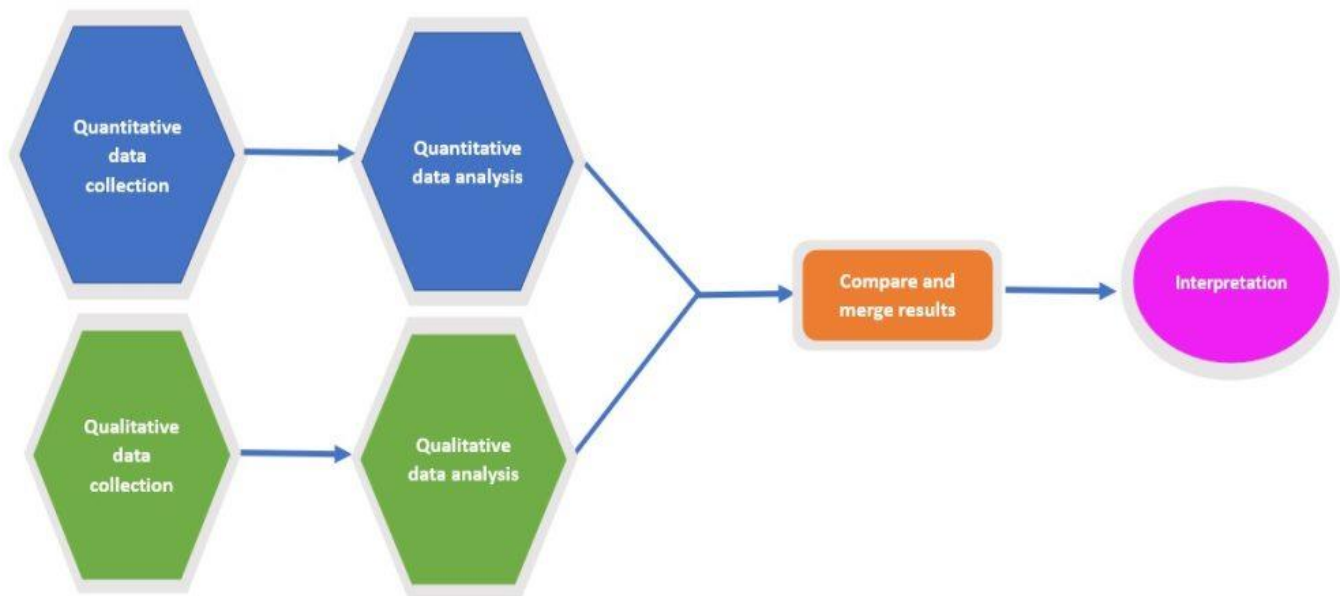 Quantitative
data
collection
Quantitative
data analysis
Compare and
merge results
Interpretation
Qualitative
data
collection
Qualitative
data analysis